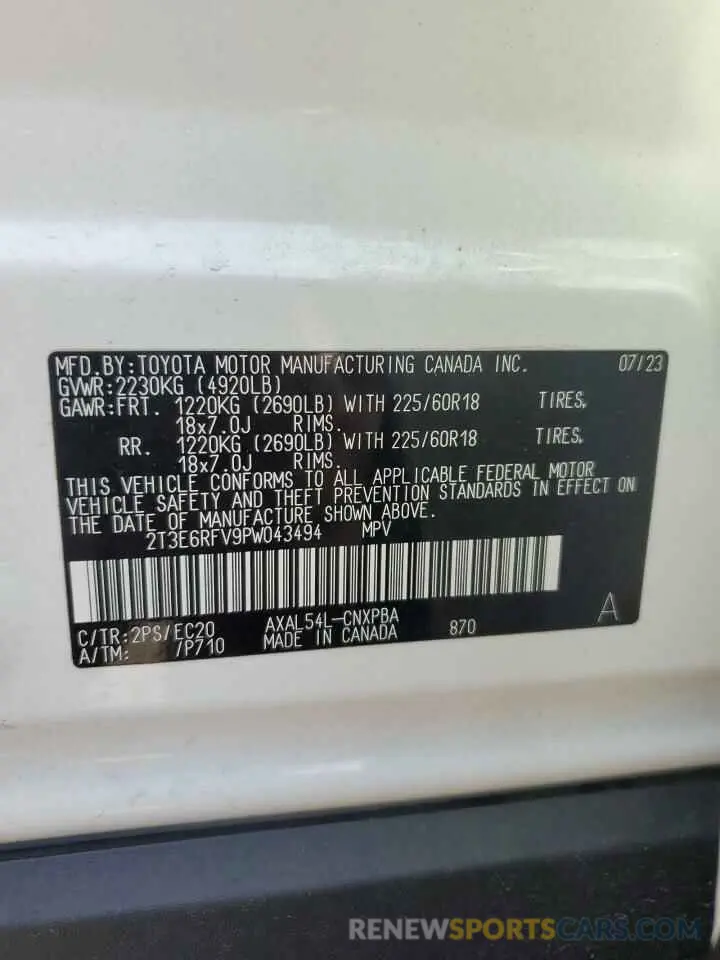 MFD.BY:TOYOTA MOTOR MANUFACTURING CANADA INC. 07/23
GVWR:2230KG (4920LB)
GAWR:FRT. 1220KG (2690LB) WITH 225/60R18 TIRES,
18x7.0J RIMS.
RR. 1220KG (2690LB) WITH 225/60R18 TIRES,
18x7.0J RIMS.
THIS VEHICLE CONFORMS TO ALL APPLICABLE FEDERAL MOTOR
VEHICLE SAFETY AND THEFT PREVENTION STANDARDS IN EFFECT ON
THE DATE OF MANUFACTURE SHOWN ABOVE.
2T3E6RFV9PW043494 MPV
C/TR:2PS/EC20 AXAL54L-CNXPBA 870 A
A/TM: /P710 MADE IN CANADA
RENEWSPORTSCARS.COM